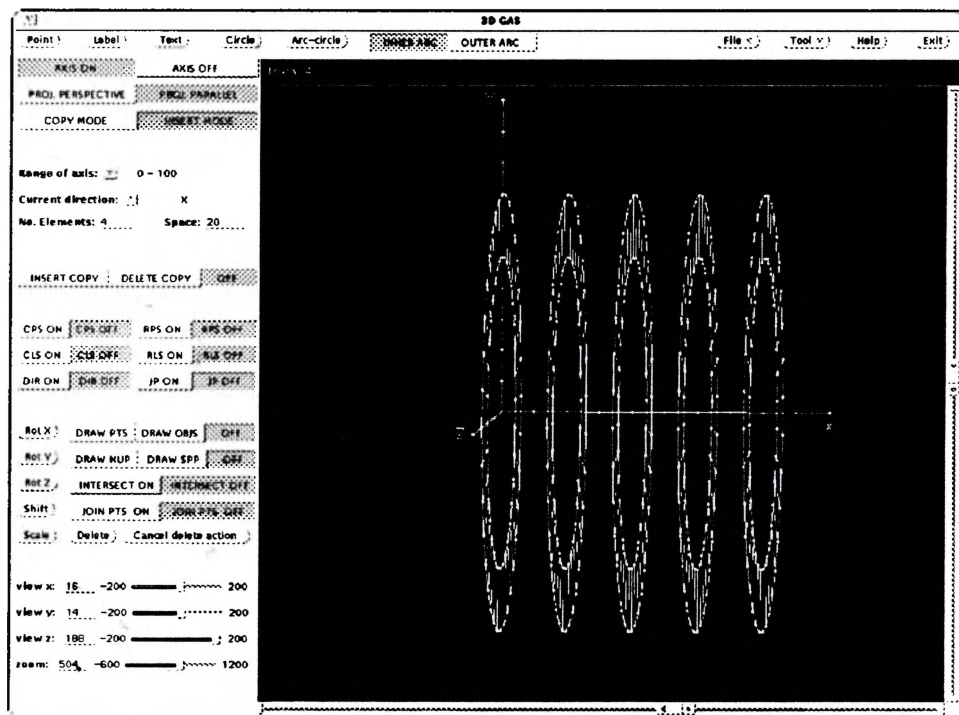 3D GAS
Point Label Text Circle Arc-circle INNER ARC OUTER ARC File Tool Help Exit
AXIS ON AXIS OFF
PROJ. PERSPECTIVE PROJ. PARALLEL
COPY MODE INSERT MODE
Range of axis: 0 - 100
Current direction: X
No. Elements: 4 Space: 20
INSERT COPY DELETE COPY OFF
CPS ON CPS OFF RPS ON RPS OFF
CLS ON CLS OFF RLS ON RLS OFF
DIR ON DIR OFF JP ON JP OFF
Rot X DRAW PTS DRAW OBJS OFF
Rot Y DRAW NUP DRAW SPP OFF
Rot Z INTERSECT ON INTERSECT OFF
Shift JOIN PTS ON JOIN PTS OFF
Scale Delete Cancel delete action
view x: 16 -200 200
view y: 14 -200 200
view z: 188 -200 200
zoom: 504 -600 1200
Y
X
Z